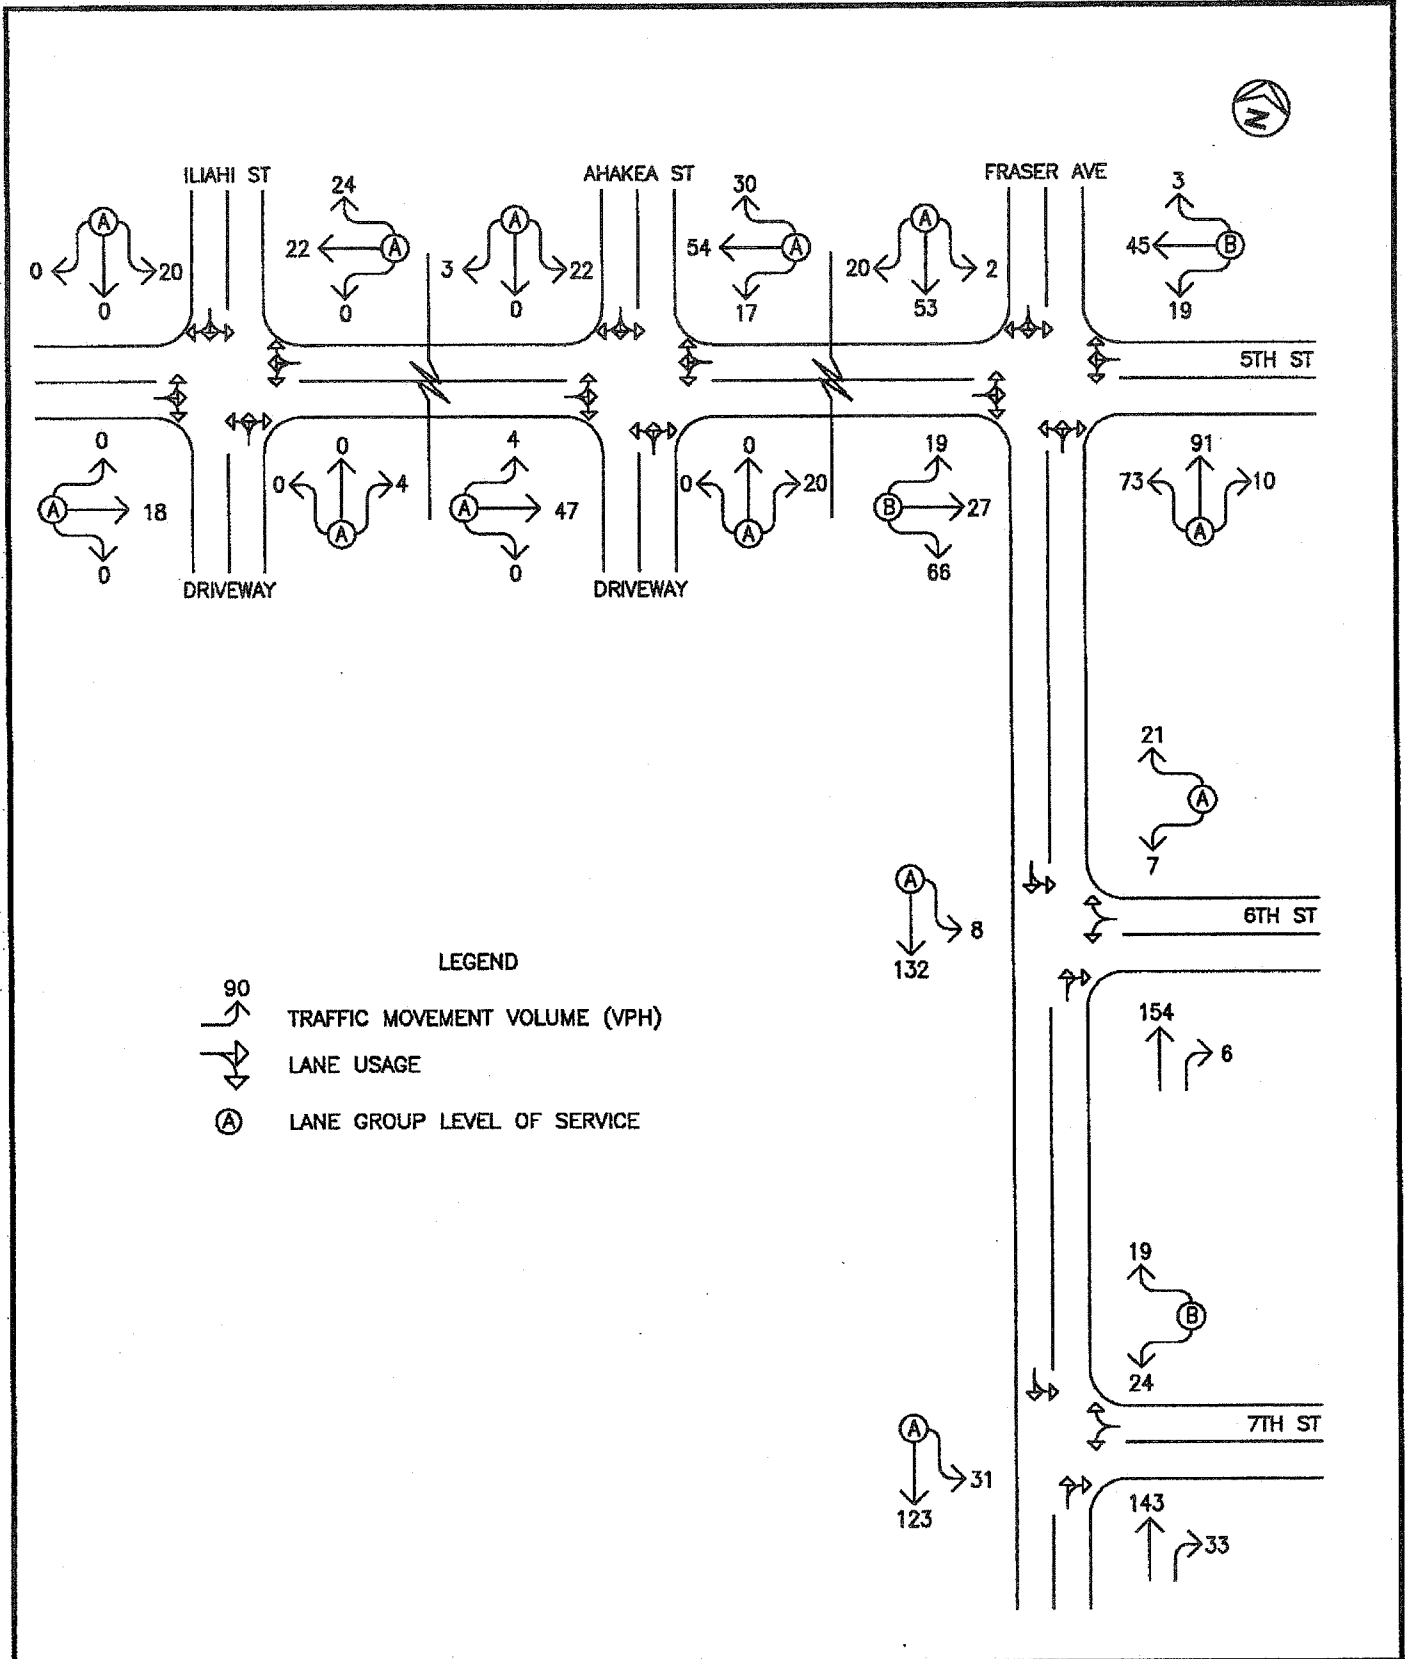 N
ILIAHI ST
AHAKEA ST
FRASER AVE
24
30
3
A
A
A
22
A
54
A
45
B
0
20
3
22
20
2
0
0
0
17
53
19
5TH ST
0
0
4
0
19
91
0
4
0
20
73
10
A
18
A
47
B
27
A
A
A
0
0
66
DRIVEWAY
DRIVEWAY
21
A
7
A
8
132
6TH ST
154
6
LEGEND
90
TRAFFIC MOVEMENT VOLUME (VPH)
LANE USAGE
A LANE GROUP LEVEL OF SERVICE
19
B
24
7TH ST
A
31
123
143
33